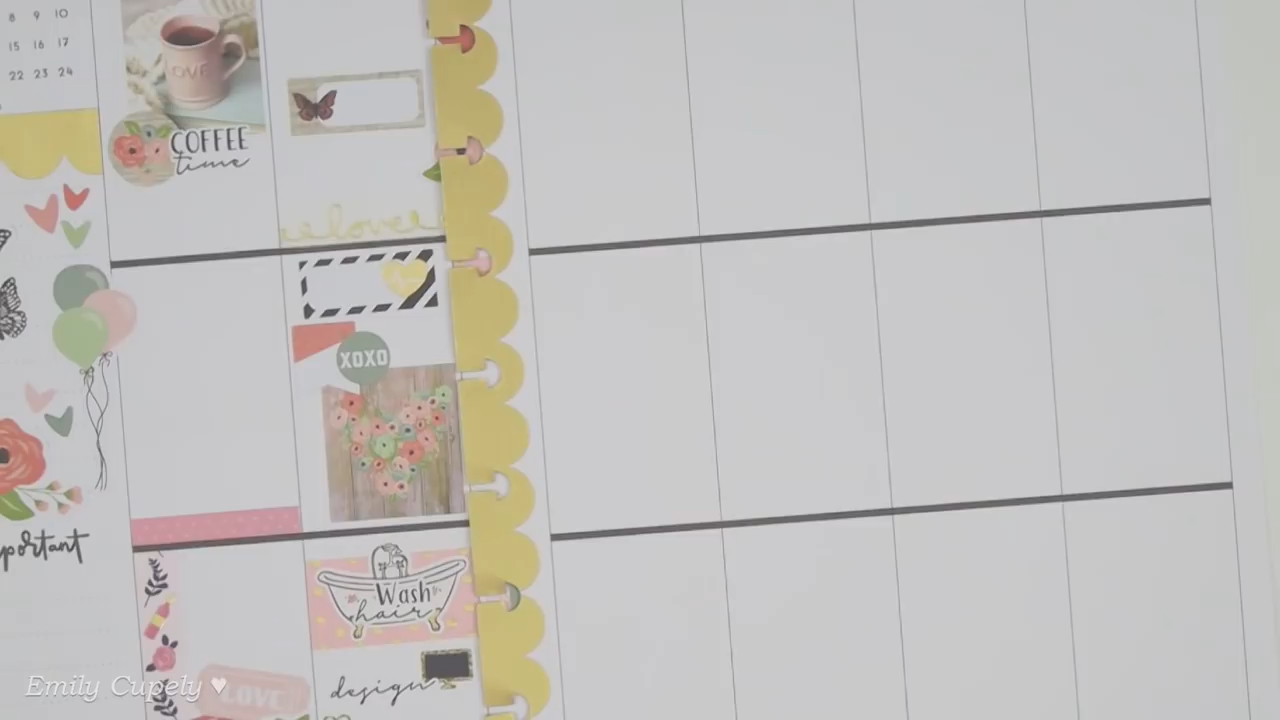 8 9 10
15 16 17
22 23 24
LOVE
COFFEE
time
love
XOXO
portant
Wash
hair
design
LOVE
Emily Cupely ♥